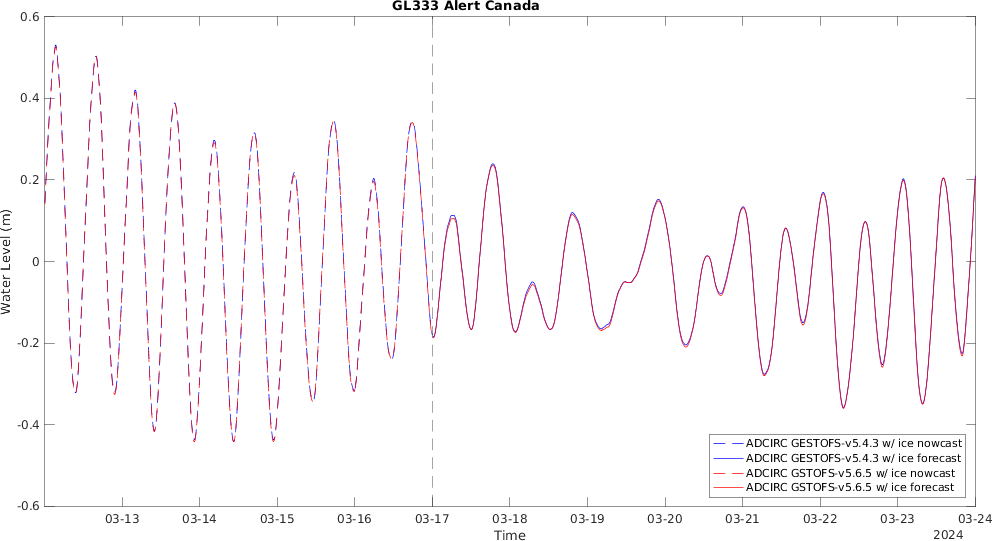 GL333 Alert Canada
0.6
0.4
0.2
0
-0.2
-0.4
-0.6
Water Level (m)
ADCIRC GESTOFS-v5.4.3 w/ ice nowcast
ADCIRC GESTOFS-v5.4.3 w/ ice forecast
ADCIRC GSTOFS-v5.6.5 w/ ice nowcast
ADCIRC GSTOFS-v5.6.5 w/ ice forecast
03-13 03-14 03-15 03-16 03-17 03-18 03-19 03-20 03-21 03-22 03-23 03-24
Time
2024